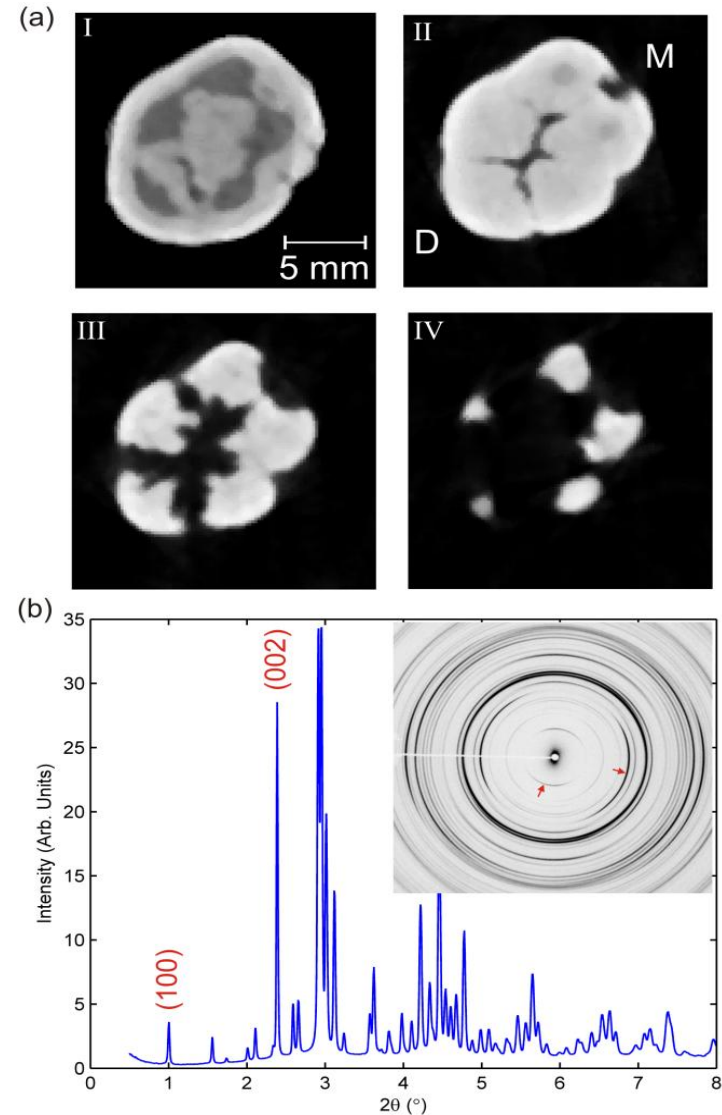 (a)
I
II
M
5 mm
D
III
IV
(b)
35
30
25
20
15
10
5
0
Intensity (Arb. Units)
(100)
(002)
0 1 2 3 4 5 6 7 8
2θ (°)